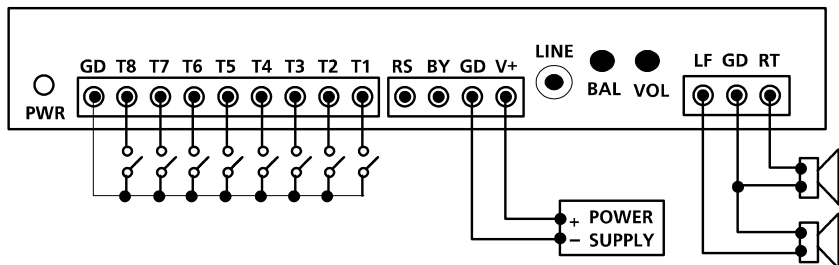 LINE
GD T8 T7 T6 T5 T4 T3 T2 T1 RS BY GD V+ LF GD RT
PWR BAL VOL
+ POWER
− SUPPLY